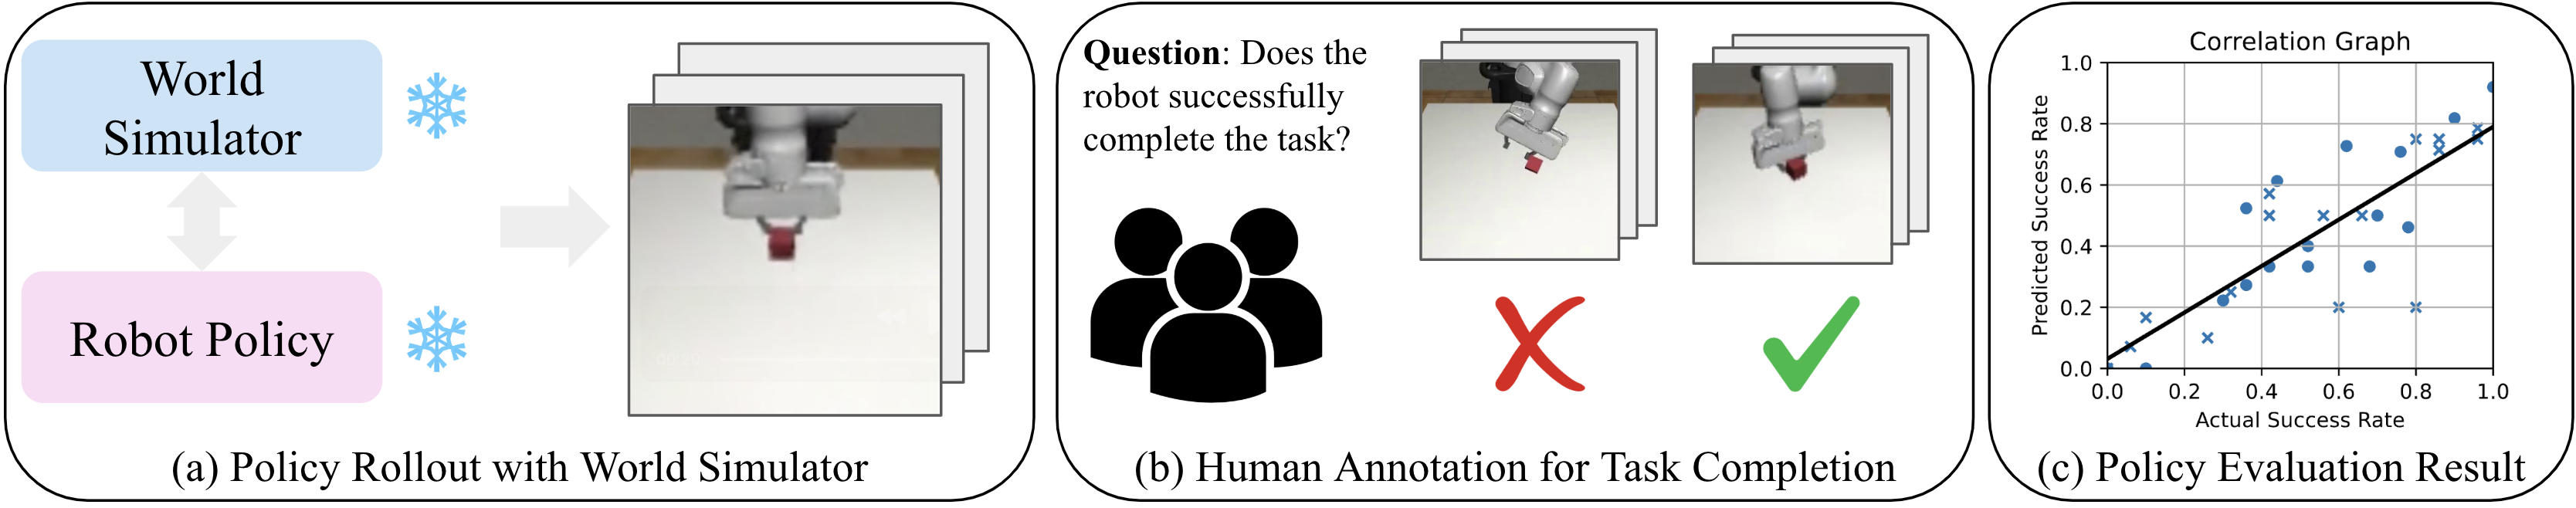 World
Simulator
Robot Policy
(a) Policy Rollout with World Simulator
Question: Does the
robot successfully
complete the task?
(b) Human Annotation for Task Completion
Correlation Graph
Predicted Success Rate
1.0
0.8
0.6
0.4
0.2
0.0
0.0 0.2 0.4 0.6 0.8 1.0
Actual Success Rate
(c) Policy Evaluation Result